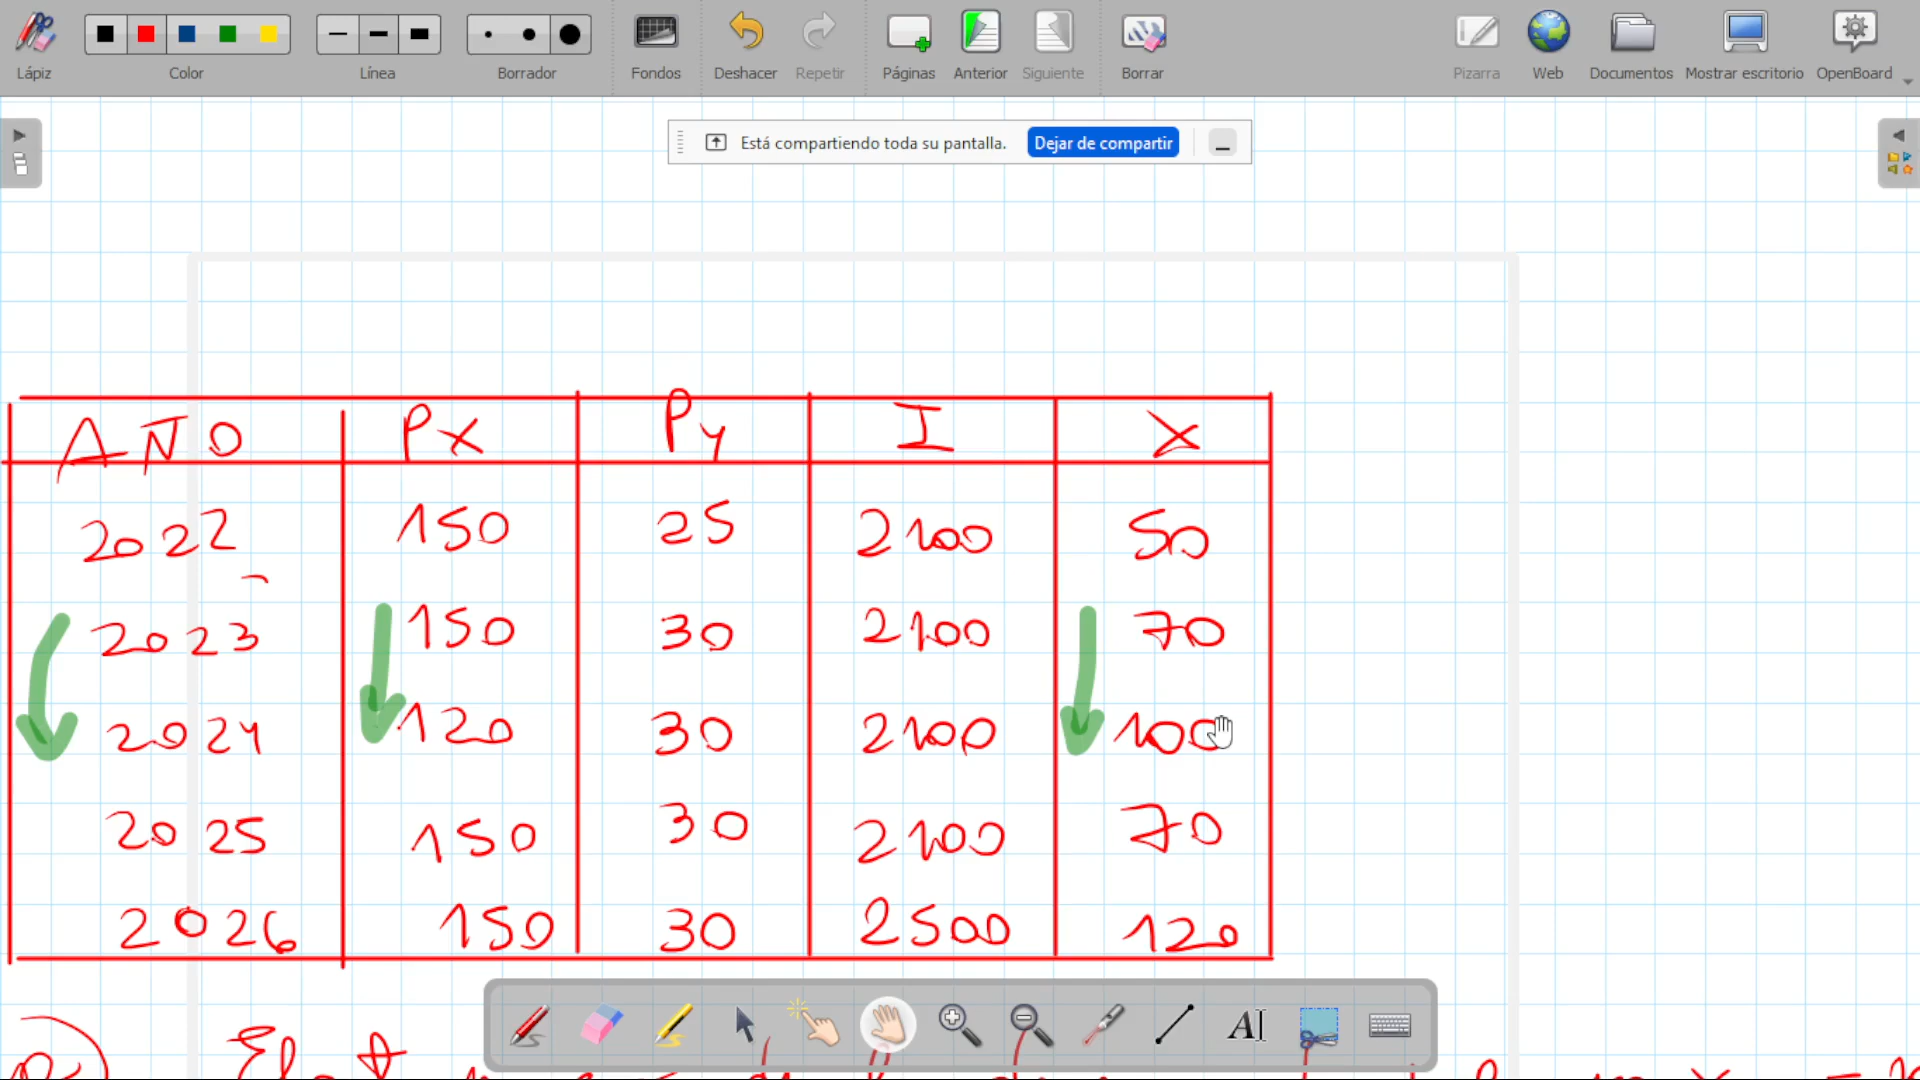 Lápiz Color Línea Borrador Fondos Deshacer Repetir Páginas Anterior Siguiente Borrar Pizarra Web Documentos Mostrar escritorio OpenBoard
Está compartiendo toda su pantalla. Dejar de compartir
AÑO Px Py I X
2022 150 25 2100 50
2023 150 30 2100 70
2024 120 30 2100 100
2025 150 30 2100 70
2026 150 30 2500 120
AI